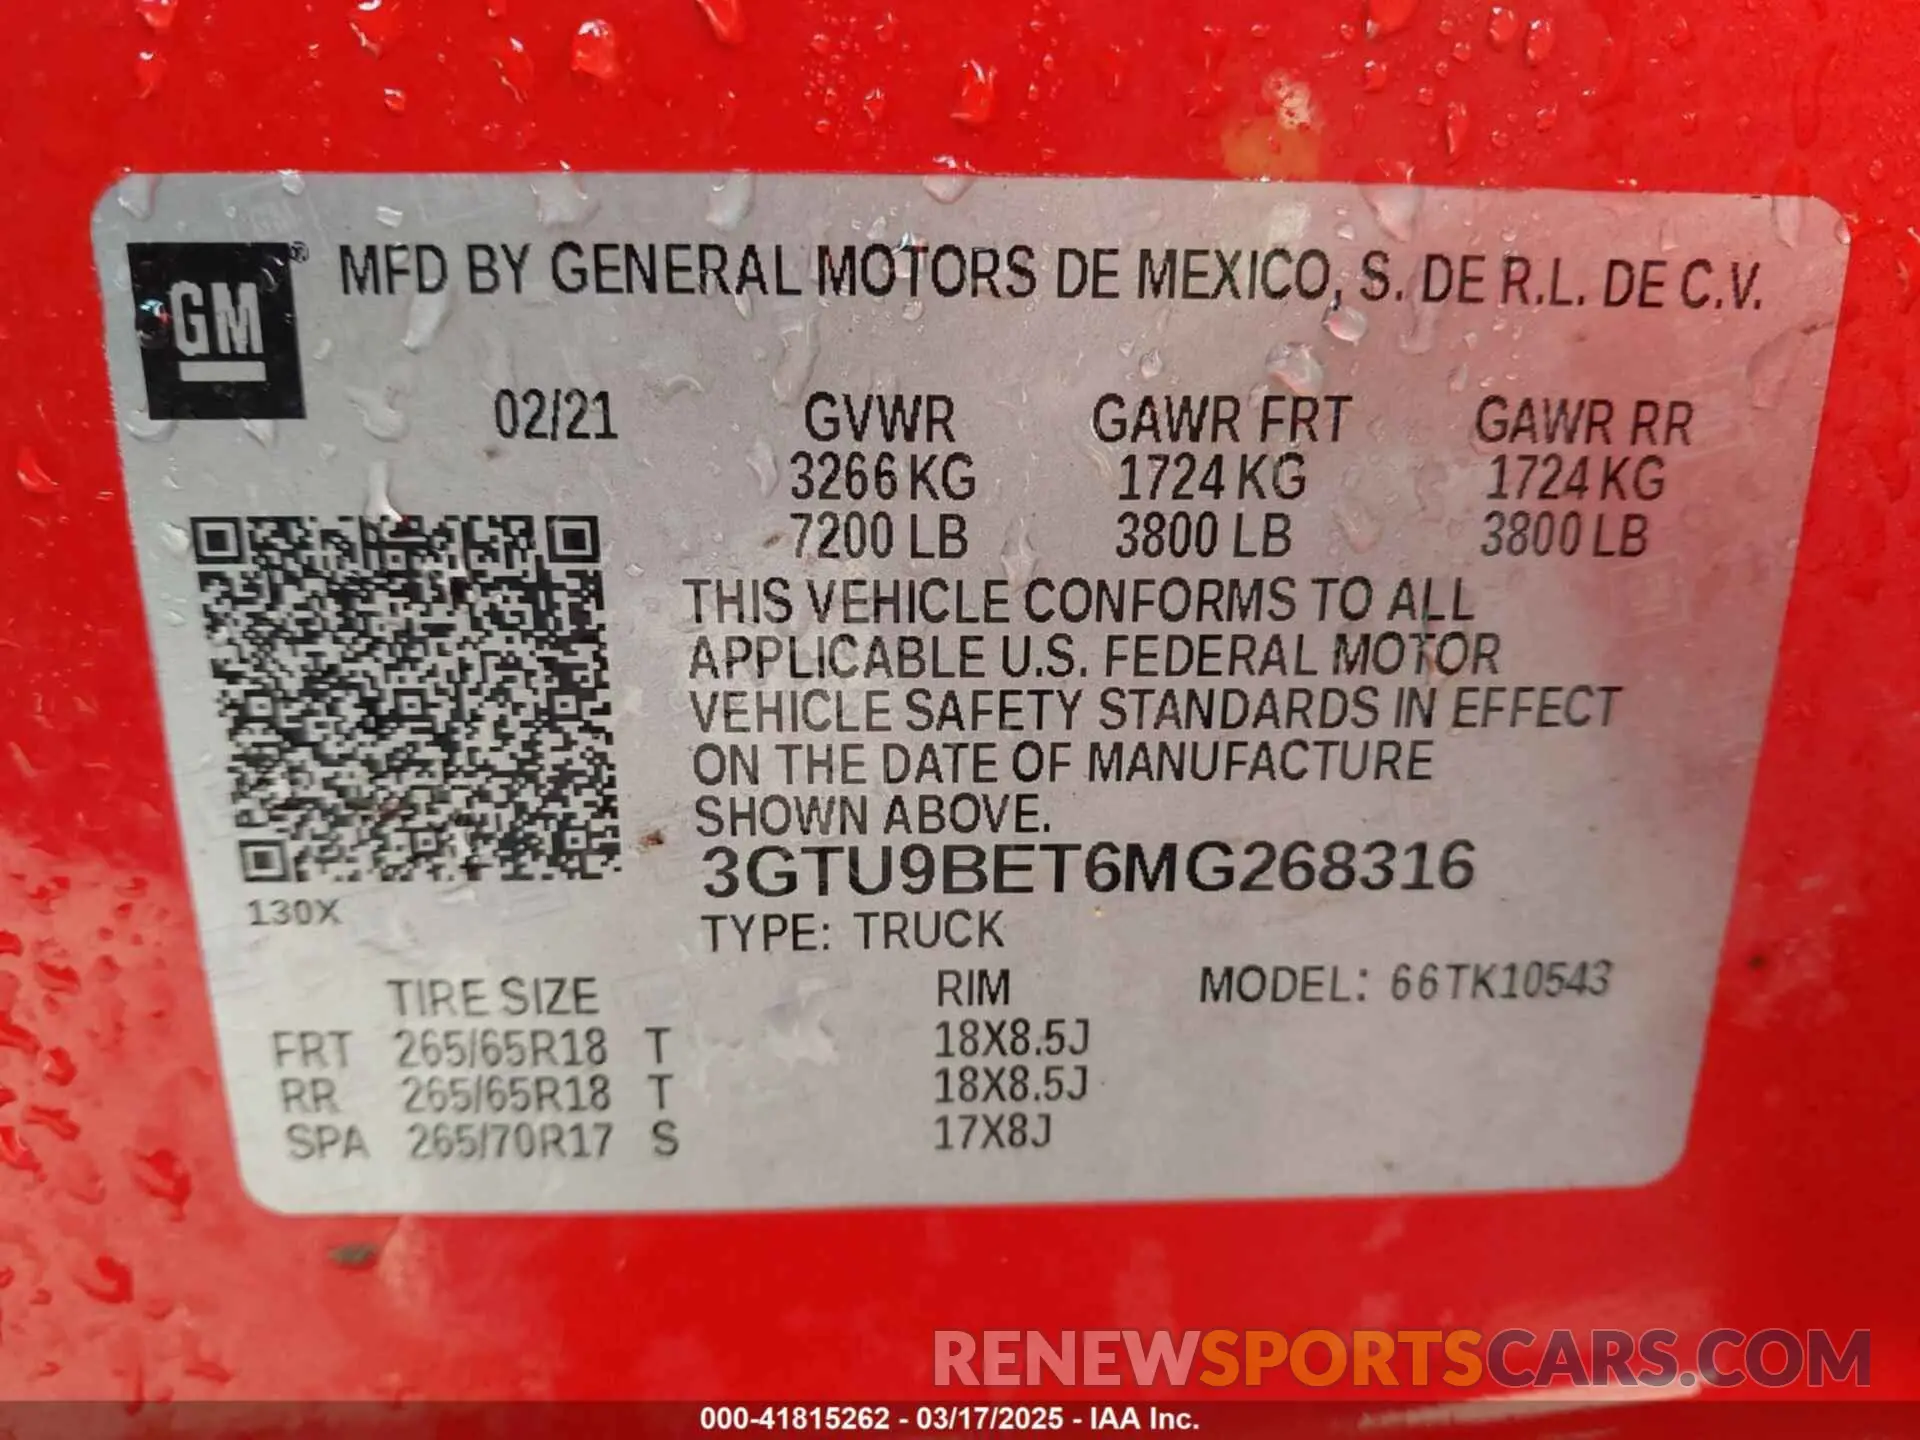 GM
®
MFD BY GENERAL MOTORS DE MEXICO, S. DE R.L. DE C.V.
02/21 GVWR GAWR FRT GAWR RR
3266 KG 1724 KG 1724 KG
7200 LB 3800 LB 3800 LB
THIS VEHICLE CONFORMS TO ALL
APPLICABLE U.S. FEDERAL MOTOR
VEHICLE SAFETY STANDARDS IN EFFECT
ON THE DATE OF MANUFACTURE
SHOWN ABOVE.
3GTU9BET6MG268316
130X
TYPE: TRUCK
TIRE SIZE RIM MODEL: 66TK10543
FRT 265/65R18 T 18X8.5J
RR 265/65R18 T 18X8.5J
SPA 265/70R17 S 17X8J
RENEWSPORTSCARS.COM
000-41815262 - 03/17/2025 - IAA Inc.